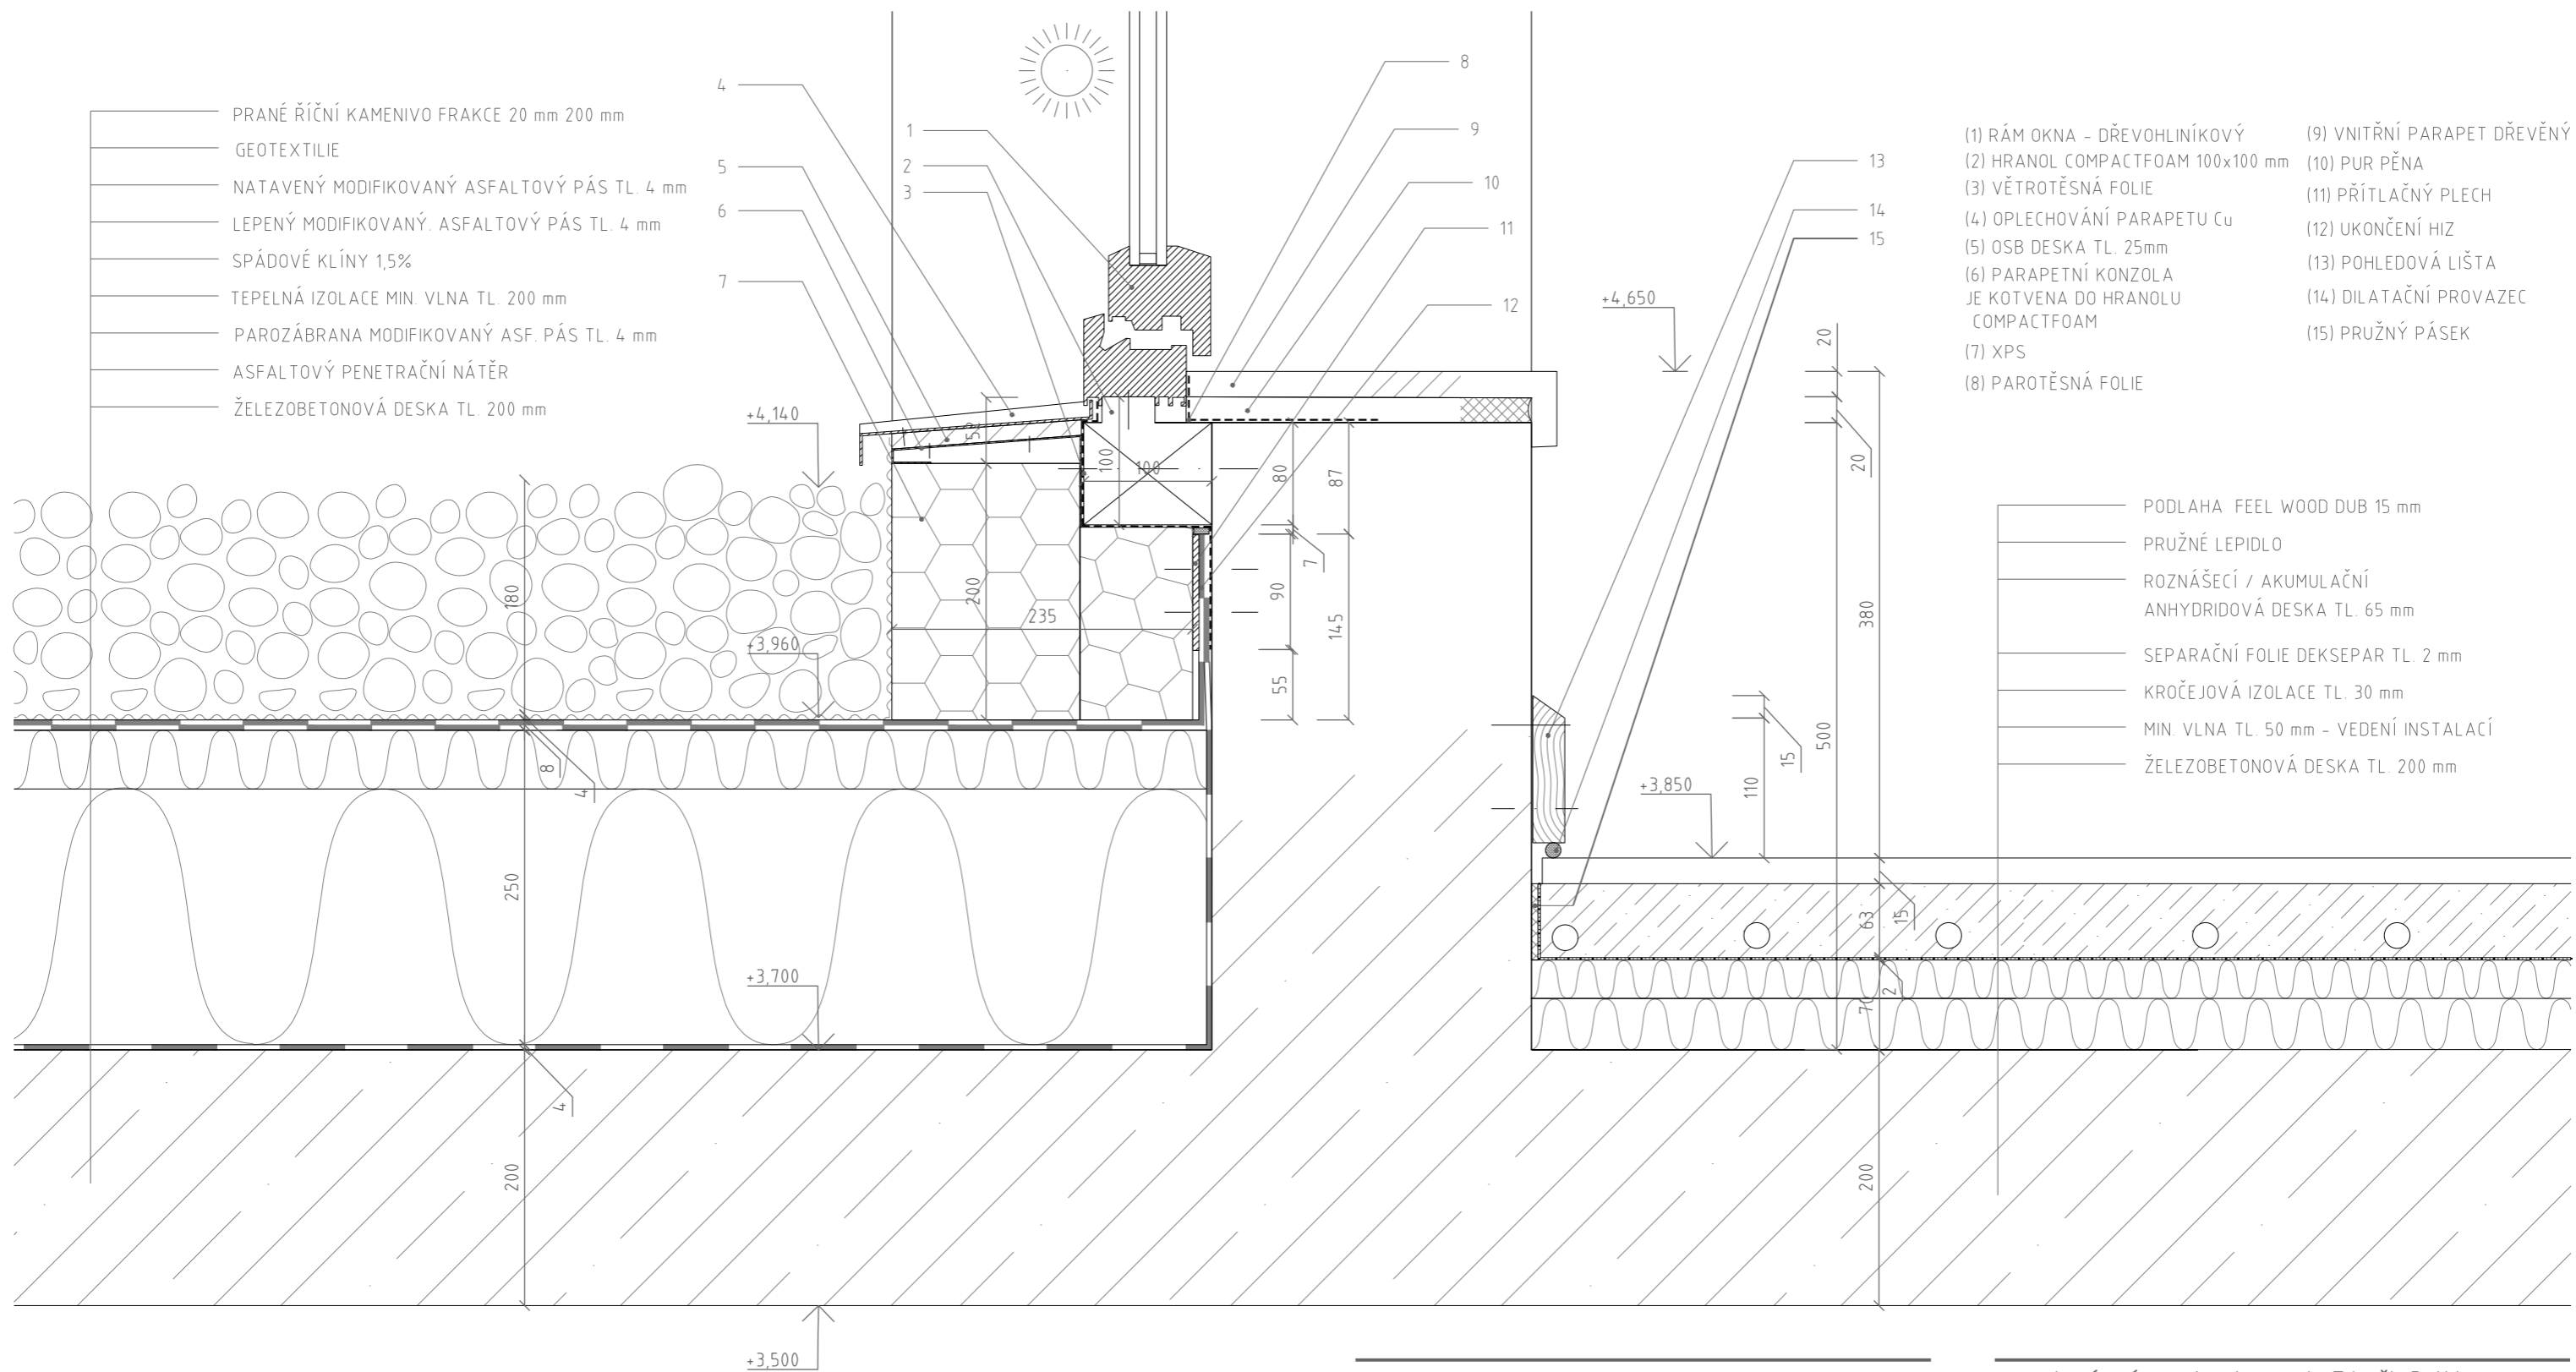 PRANÉ ŘÍČNÍ KAMENIVO FRAKCE 20 mm 200 mm
GEOTEXTILIE
NATAVENÝ MODIFIKOVANÝ ASFALTOVÝ PÁS TL. 4 mm
LEPENÝ MODIFIKOVANÝ. ASFALTOVÝ PÁS TL. 4 mm
SPÁDOVÉ KLÍNY 1,5%
TEPELNÁ IZOLACE MIN. VLNA TL. 200 mm
PAROZÁBRANA MODIFIKOVANÝ ASF. PÁS TL. 4 mm
ASFALTOVÝ PENETRAČNÍ NÁTĚR
ŽELEZOBETONOVÁ DESKA TL. 200 mm
4
1
5
2
3
6
7
8
9
10
11
12
13
14
15
(1) RÁM OKNA - DŘEVOHLINÍKOVÝ
(2) HRANOL COMPACTFOAM 100x100 mm
(3) VĚTROTĚSNÁ FOLIE
(4) OPLECHOVÁNÍ PARAPETU Cu
(5) OSB DESKA TL. 25mm
(6) PARAPETNÍ KONZOLA
JE KOTVENA DO HRANOLU
COMPACTFOAM
(7) XPS
(8) PAROTĚSNÁ FOLIE
(9) VNITŘNÍ PARAPET DŘEVĚNÝ
(10) PUR PĚNA
(11) PŘÍTLAČNÝ PLECH
(12) UKONČENÍ HIZ
(13) POHLEDOVÁ LIŠTA
(14) DILATAČNÍ PROVAZEC
(15) PRUŽNÝ PÁSEK
PODLAHA FEEL WOOD DUB 15 mm
PRUŽNÉ LEPIDLO
ROZNÁŠECÍ / AKUMULAČNÍ
ANHYDRIDOVÁ DESKA TL. 65 mm
SEPARAČNÍ FOLIE DEKSEPAR TL. 2 mm
KROČEJOVÁ IZOLACE TL. 30 mm
MIN. VLNA TL. 50 mm - VEDENÍ INSTALACÍ
ŽELEZOBETONOVÁ DESKA TL. 200 mm
+4,140
+3,960
+3,700
+3,500
+4,650
+3,850
180
8
4
250
4
200
200
235
100
100
80
7
90
55
87
145
20
20
500
380
15
110
15
63
2
70
200